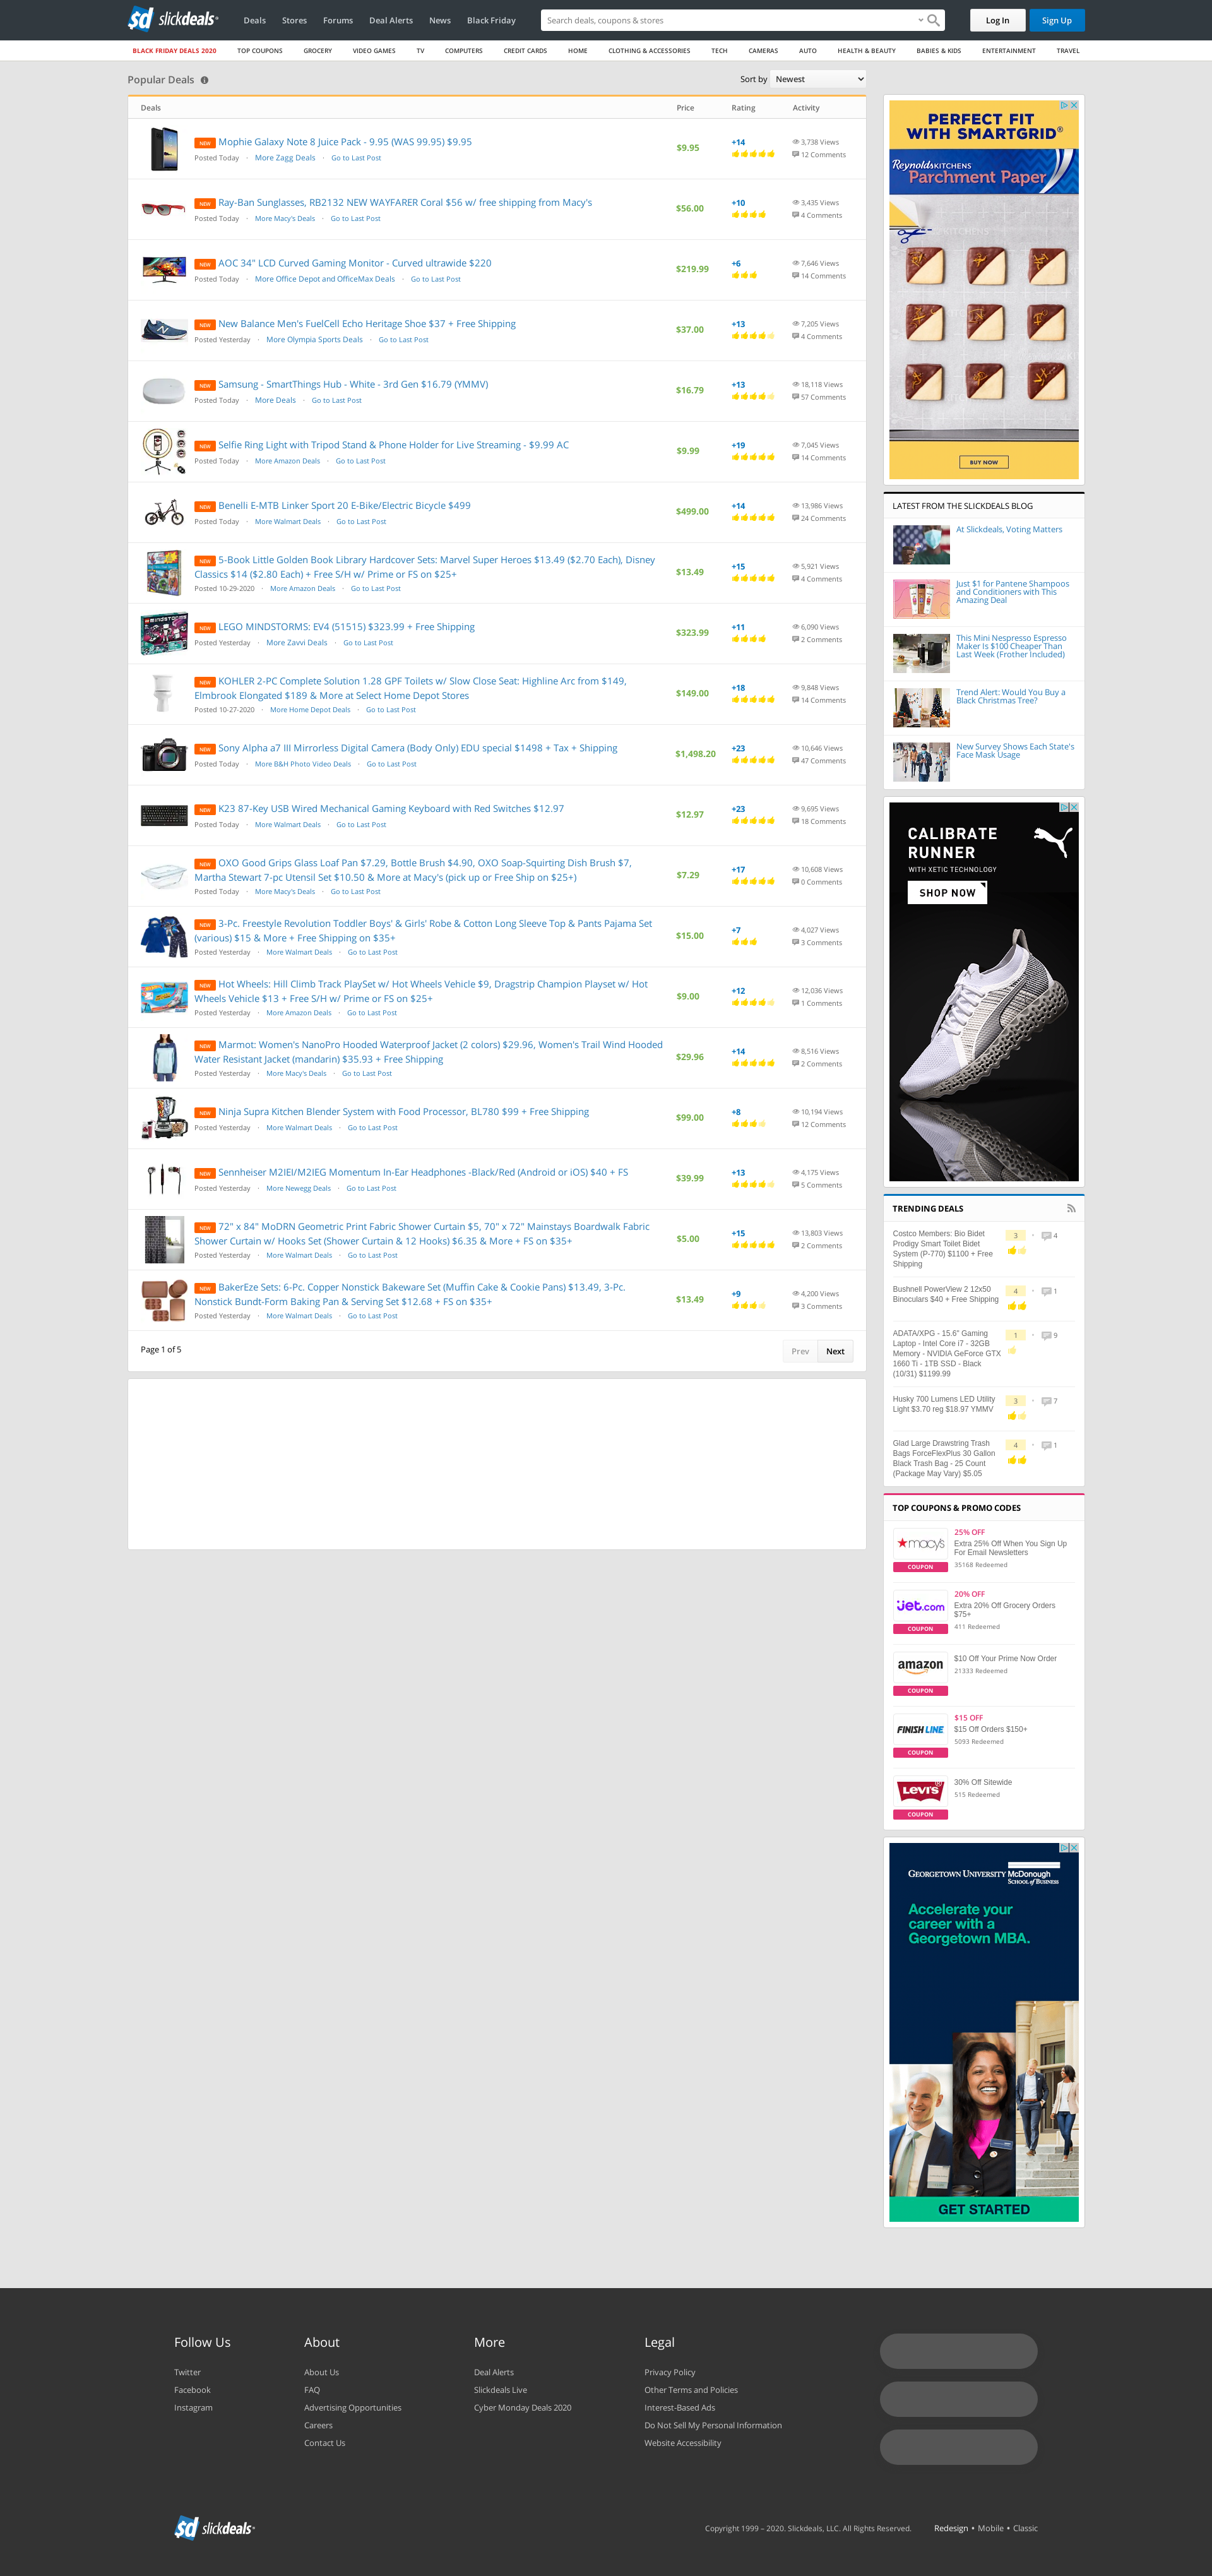 sd slickdeals
Deals Stores Forums Deal Alerts News Black Friday
Search deals, coupons & stores
Log In Sign Up
BLACK FRIDAY DEALS 2020 TOP COUPONS GROCERY VIDEO GAMES TV COMPUTERS CREDIT CARDS HOME CLOTHING & ACCESSORIES TECH CAMERAS AUTO HEALTH & BEAUTY BABIES & KIDS ENTERTAINMENT TRAVEL
Popular Deals
Sort by Newest
Deals Price Rating Activity
NEW Mophie Galaxy Note 8 Juice Pack - 9.95 (WAS 99.95) $9.95
Posted Today · More Zagg Deals · Go to Last Post
$9.95
+14
3,738 Views
12 Comments
NEW Ray-Ban Sunglasses, RB2132 NEW WAYFARER Coral $56 w/ free shipping from Macy's
Posted Today · More Macy's Deals · Go to Last Post
$56.00
+10
3,435 Views
4 Comments
NEW AOC 34" LCD Curved Gaming Monitor - Curved ultrawide $220
Posted Today · More Office Depot and OfficeMax Deals · Go to Last Post
$219.99
+6
7,646 Views
14 Comments
NEW New Balance Men's FuelCell Echo Heritage Shoe $37 + Free Shipping
Posted Yesterday · More Olympia Sports Deals · Go to Last Post
$37.00
+13
7,205 Views
4 Comments
NEW Samsung - SmartThings Hub - White - 3rd Gen $16.79 (YMMV)
Posted Today · More Deals · Go to Last Post
$16.79
+13
18,118 Views
57 Comments
NEW Selfie Ring Light with Tripod Stand & Phone Holder for Live Streaming - $9.99 AC
Posted Today · More Amazon Deals · Go to Last Post
$9.99
+19
7,045 Views
14 Comments
NEW Benelli E-MTB Linker Sport 20 E-Bike/Electric Bicycle $499
Posted Today · More Walmart Deals · Go to Last Post
$499.00
+14
13,986 Views
24 Comments
NEW 5-Book Little Golden Book Library Hardcover Sets: Marvel Super Heroes $13.49 ($2.70 Each), Disney
Classics $14 ($2.80 Each) + Free S/H w/ Prime or FS on $25+
Posted 10-29-2020 · More Amazon Deals · Go to Last Post
$13.49
+15
5,921 Views
4 Comments
NEW LEGO MINDSTORMS: EV4 (51515) $323.99 + Free Shipping
Posted Yesterday · More Zavvi Deals · Go to Last Post
$323.99
+11
6,090 Views
2 Comments
NEW KOHLER 2-PC Complete Solution 1.28 GPF Toilets w/ Slow Close Seat: Highline Arc from $149,
Elmbrook Elongated $189 & More at Select Home Depot Stores
Posted 10-27-2020 · More Home Depot Deals · Go to Last Post
$149.00
+18
9,848 Views
14 Comments
NEW Sony Alpha a7 III Mirrorless Digital Camera (Body Only) EDU special $1498 + Tax + Shipping
Posted Today · More B&H Photo Video Deals · Go to Last Post
$1,498.20
+23
10,646 Views
47 Comments
NEW K23 87-Key USB Wired Mechanical Gaming Keyboard with Red Switches $12.97
Posted Today · More Walmart Deals · Go to Last Post
$12.97
+23
9,695 Views
18 Comments
NEW OXO Good Grips Glass Loaf Pan $7.29, Bottle Brush $4.90, OXO Soap-Squirting Dish Brush $7,
Martha Stewart 7-pc Utensil Set $10.50 & More at Macy's (pick up or Free Ship on $25+)
Posted Today · More Macy's Deals · Go to Last Post
$7.29
+17
10,608 Views
0 Comments
NEW 3-Pc. Freestyle Revolution Toddler Boys' & Girls' Robe & Cotton Long Sleeve Top & Pants Pajama Set
(various) $15 & More + Free Shipping on $35+
Posted Yesterday · More Walmart Deals · Go to Last Post
$15.00
+7
4,027 Views
3 Comments
NEW Hot Wheels: Hill Climb Track PlaySet w/ Hot Wheels Vehicle $9, Dragstrip Champion Playset w/ Hot
Wheels Vehicle $13 + Free S/H w/ Prime or FS on $25+
Posted Yesterday · More Amazon Deals · Go to Last Post
$9.00
+12
12,036 Views
1 Comments
NEW Marmot: Women's NanoPro Hooded Waterproof Jacket (2 colors) $29.96, Women's Trail Wind Hooded
Water Resistant Jacket (mandarin) $35.93 + Free Shipping
Posted Yesterday · More Macy's Deals · Go to Last Post
$29.96
+14
8,516 Views
2 Comments
NEW Ninja Supra Kitchen Blender System with Food Processor, BL780 $99 + Free Shipping
Posted Yesterday · More Walmart Deals · Go to Last Post
$99.00
+8
10,194 Views
12 Comments
NEW Sennheiser M2IEI/M2IEG Momentum In-Ear Headphones -Black/Red (Android or iOS) $40 + FS
Posted Yesterday · More Newegg Deals · Go to Last Post
$39.99
+13
4,175 Views
5 Comments
NEW 72" x 84" MoDRN Geometric Print Fabric Shower Curtain $5, 70" x 72" Mainstays Boardwalk Fabric
Shower Curtain w/ Hooks Set (Shower Curtain & 12 Hooks) $6.35 & More + FS on $35+
Posted Yesterday · More Walmart Deals · Go to Last Post
$5.00
+15
13,803 Views
2 Comments
NEW BakerEze Sets: 6-Pc. Copper Nonstick Bakeware Set (Muffin Cake & Cookie Pans) $13.49, 3-Pc.
Nonstick Bundt-Form Baking Pan & Serving Set $12.68 + FS on $35+
Posted Yesterday · More Walmart Deals · Go to Last Post
$13.49
+9
4,200 Views
3 Comments
Page 1 of 5
Prev Next
PERFECT FIT
WITH SMARTGRID®
Reynolds KITCHENS
Parchment Paper
BUY NOW
LATEST FROM THE SLICKDEALS BLOG
At Slickdeals, Voting Matters
Just $1 for Pantene Shampoos
and Conditioners with This
Amazing Deal
This Mini Nespresso Espresso
Maker Is $100 Cheaper Than
Last Week (Frother Included)
Trend Alert: Would You Buy a
Black Christmas Tree?
New Survey Shows Each State's
Face Mask Usage
CALIBRATE
RUNNER
WITH XETIC TECHNOLOGY
SHOP NOW
TRENDING DEALS
Costco Members: Bio Bidet
Prodigy Smart Toilet Bidet
System (P-770) $1100 + Free
Shipping
3 · 4
Bushnell PowerView 2 12x50
Binoculars $40 + Free Shipping
4 · 1
ADATA/XPG - 15.6" Gaming
Laptop - Intel Core i7 - 32GB
Memory - NVIDIA GeForce GTX
1660 Ti - 1TB SSD - Black
(10/31) $1199.99
1 · 9
Husky 700 Lumens LED Utility
Light $3.70 reg $18.97 YMMV
3 · 7
Glad Large Drawstring Trash
Bags ForceFlexPlus 30 Gallon
Black Trash Bag - 25 Count
(Package May Vary) $5.05
4 · 1
TOP COUPONS & PROMO CODES
macy's
COUPON
25% OFF
Extra 25% Off When You Sign Up
For Email Newsletters
35168 Redeemed
jet.com
COUPON
20% OFF
Extra 20% Off Grocery Orders
$75+
411 Redeemed
amazon
COUPON
$10 Off Your Prime Now Order
21333 Redeemed
FINISH LINE
COUPON
$15 OFF
$15 Off Orders $150+
5093 Redeemed
LEVI'S
COUPON
30% Off Sitewide
515 Redeemed
GEORGETOWN UNIVERSITY McDonough
SCHOOL of BUSINESS
Accelerate your
career with a
Georgetown MBA.
GET STARTED
Follow Us
Twitter
Facebook
Instagram
About
About Us
FAQ
Advertising Opportunities
Careers
Contact Us
More
Deal Alerts
Slickdeals Live
Cyber Monday Deals 2020
Legal
Privacy Policy
Other Terms and Policies
Interest-Based Ads
Do Not Sell My Personal Information
Website Accessibility
sd slickdeals
Copyright 1999 – 2020. Slickdeals, LLC. All Rights Reserved.
Redesign • Mobile • Classic